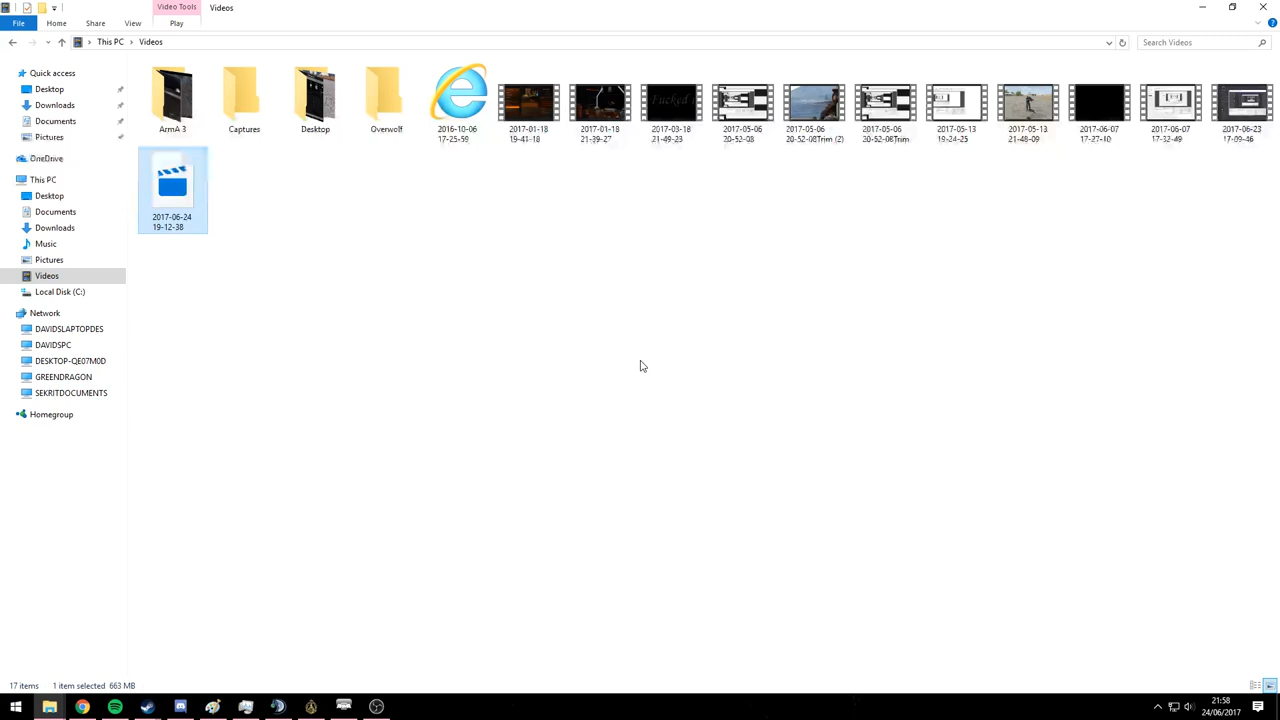 Video Tools
Videos
File
Home
Share
View
Play
This PC
Videos
Search Videos
Quick access
Desktop
Downloads
Documents
Pictures
OneDrive
This PC
Desktop
Documents
Downloads
Music
Pictures
Videos
Local Disk (C:)
Network
DAVIDSLAPTOPDES
DAVIDSPC
DESKTOP-QE07M0D
GREENDRAGON
SEKRITDOCUMENTS
Homegroup
ArmA 3
Captures
Desktop
Overwolf
2016-10-06
17-25-59
2017-01-18
19-41-18
2017-01-18
21-39-27
Fucked
2017-03-18
21-49-23
2017-05-06
20-52-08
2017-05-06
20-52-08Trim (2)
2017-05-06
20-52-08Trim
2017-05-13
19-24-25
2017-05-13
21-48-09
2017-06-07
17-27-10
2017-06-07
17-32-49
2017-06-23
17-09-46
2017-06-24
19-12-38
17 items
1 item selected 663 MB
21:58
24/06/2017